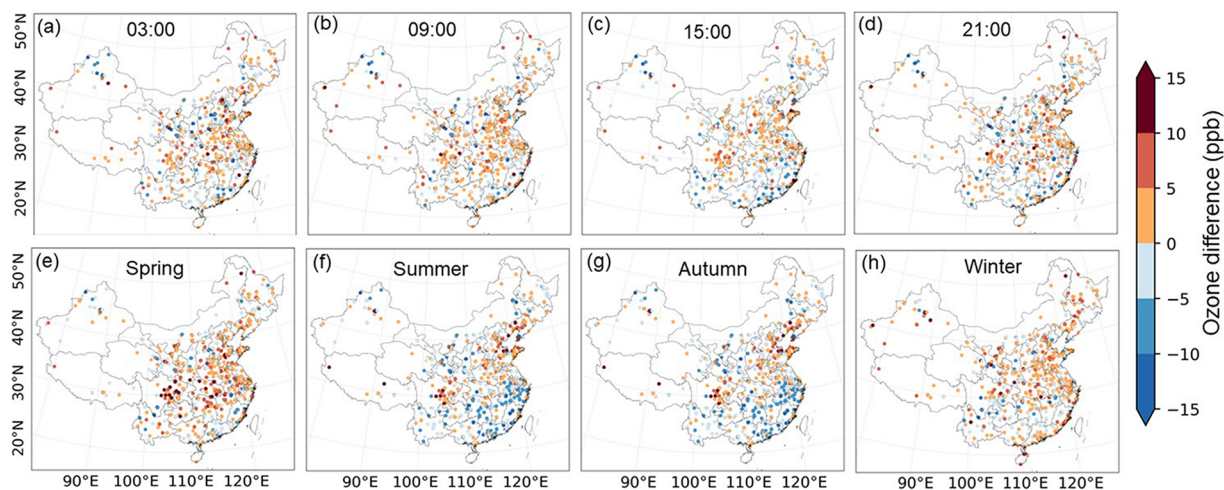 (a) 03:00 (b) 09:00 (c) 15:00 (d) 21:00
50°N
40°N
30°N
20°N
(e) Spring (f) Summer (g) Autumn (h) Winter
50°N
40°N
30°N
20°N
90°E 100°E 110°E 120°E 90°E 100°E 110°E 120°E 90°E 100°E 110°E 120°E 90°E 100°E 110°E 120°E
15
10
5
0
−5
−10
−15
Ozone difference (ppb)